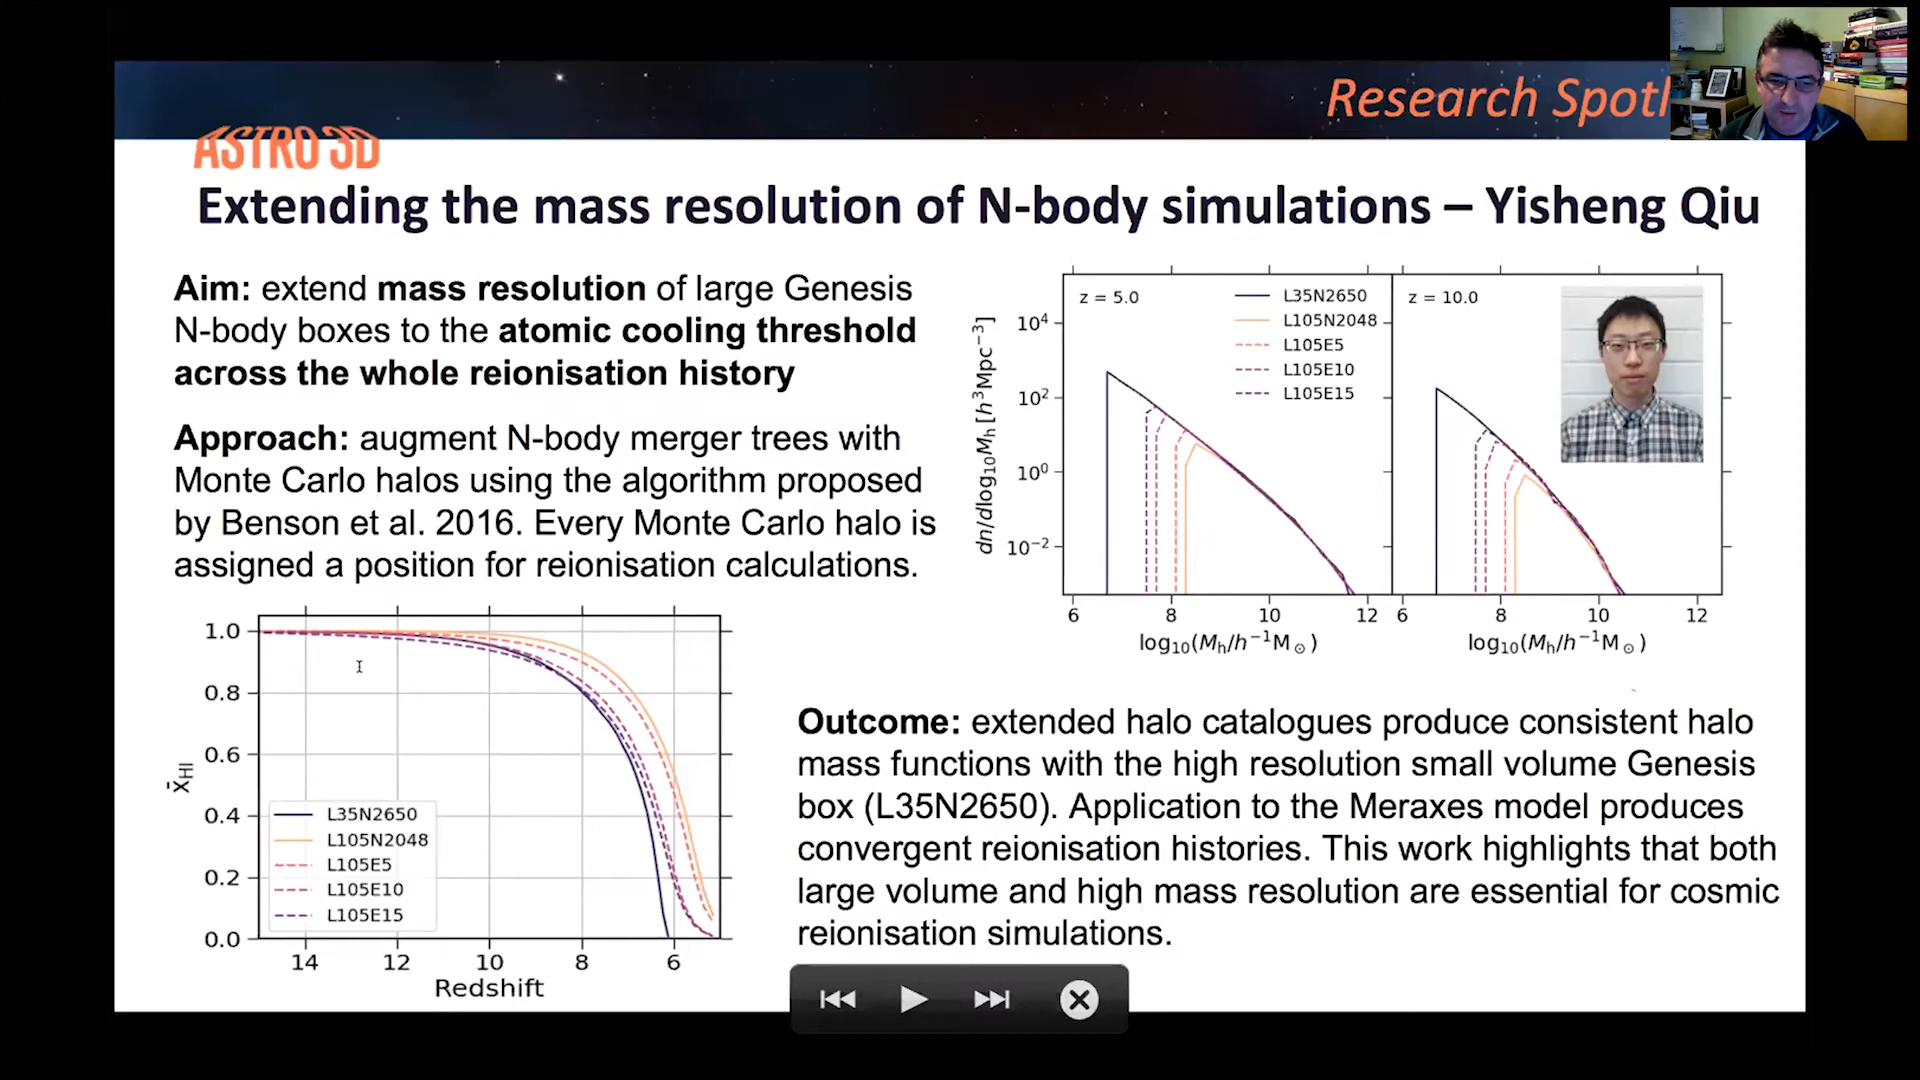 Research Spotl
ASTRO 3D
Extending the mass resolution of N-body simulations – Yisheng Qiu
Aim: extend mass resolution of large Genesis
N-body boxes to the atomic cooling threshold
across the whole reionisation history
Approach: augment N-body merger trees with
Monte Carlo halos using the algorithm proposed
by Benson et al. 2016. Every Monte Carlo halo is
assigned a position for reionisation calculations.
z = 5.0
L35N2650
L105N2048
L105E5
L105E10
L105E15
z = 10.0
dn/dlog₁₀Mₕ [h³Mpc⁻³]
10⁴
10²
10⁰
10⁻²
6 8 10 12
6 8 10 12
log₁₀(Mₕ/h⁻¹M⊙)
log₁₀(Mₕ/h⁻¹M⊙)
x̄HI
1.0
0.8
0.6
0.4
0.2
0.0
L35N2650
L105N2048
L105E5
L105E10
L105E15
14 12 10 8 6
Redshift
Outcome: extended halo catalogues produce consistent halo
mass functions with the high resolution small volume Genesis
box (L35N2650). Application to the Meraxes model produces
convergent reionisation histories. This work highlights that both
large volume and high mass resolution are essential for cosmic
reionisation simulations.